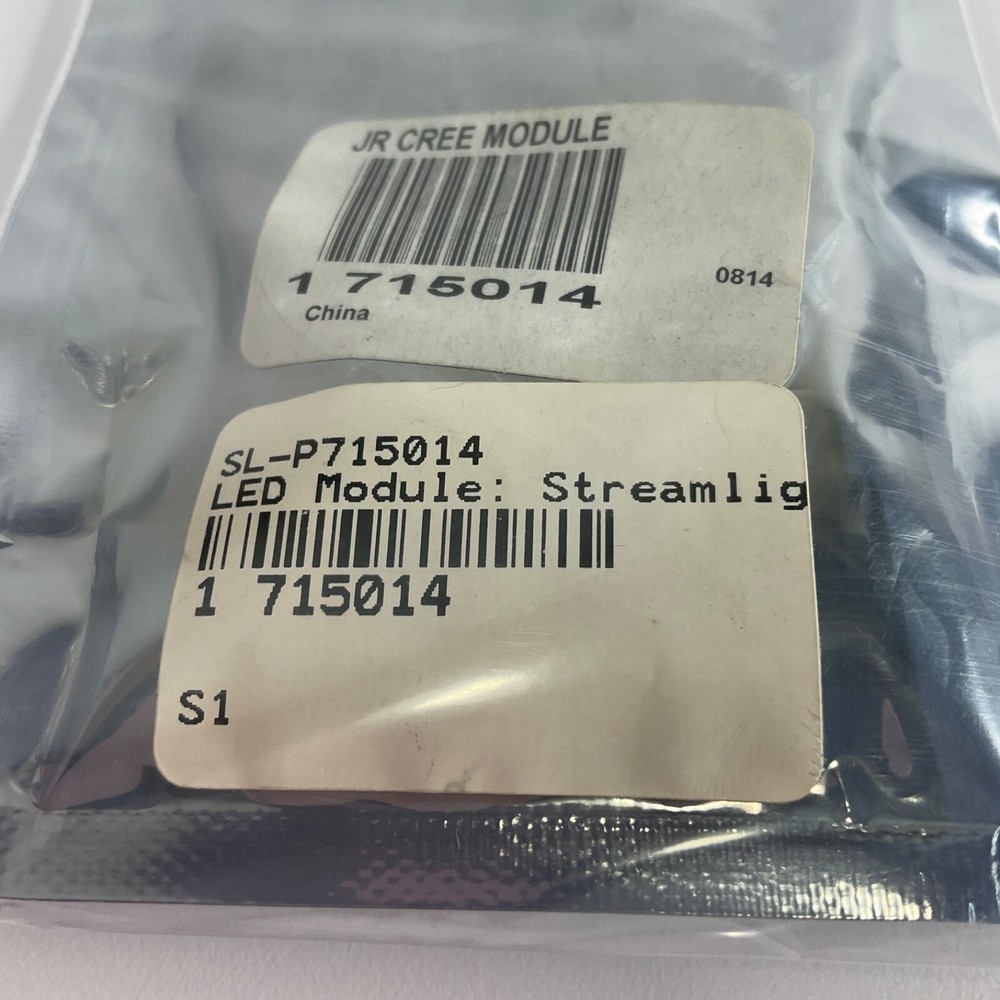 JR CREE MODULE
1 715014
0814
China
SL-P715014
LED Module: Streamlig
1 715014
S1